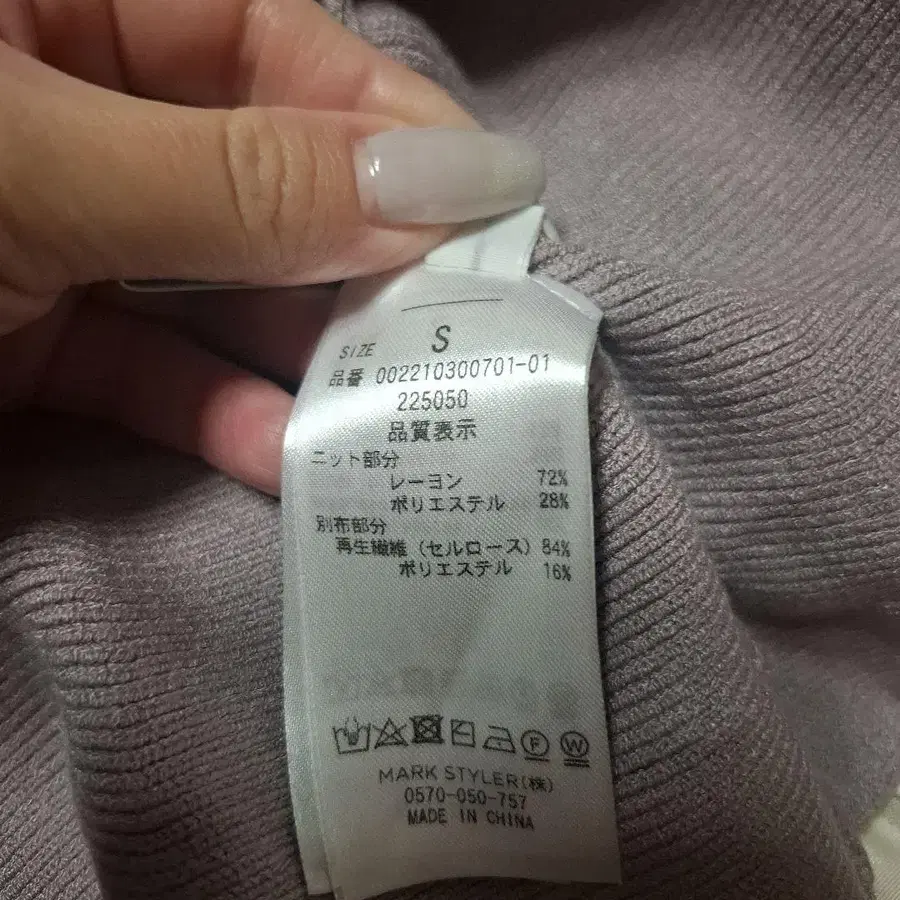 SIZE S
品番 002210300701-01
225050
品質表示
ニット部分
レーヨン 72%
ポリエステル 28%
別布部分
再生繊維(セルロース) 84%
ポリエステル 16%
F W
MARK STYLER(株)
0570-050-757
MADE IN CHINA